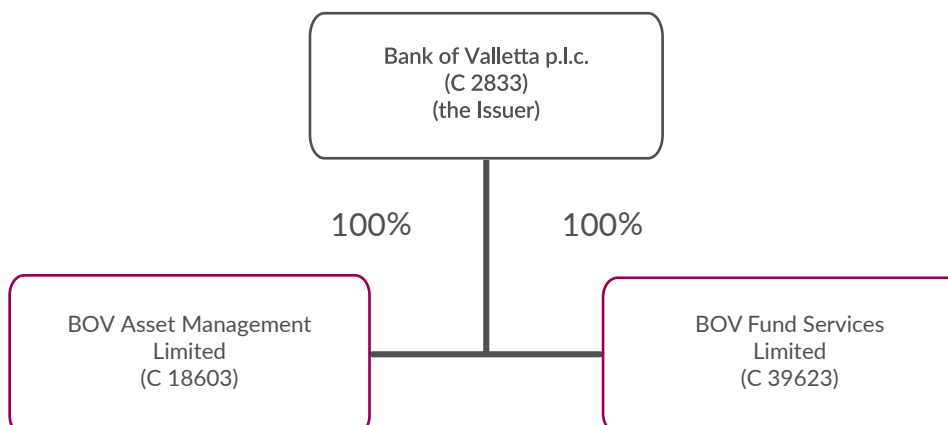 Bank of Valletta p.l.c.
(C 2833)
(the Issuer)
100%
100%
BOV Asset Management
Limited
(C 18603)
BOV Fund Services
Limited
(C 39623)